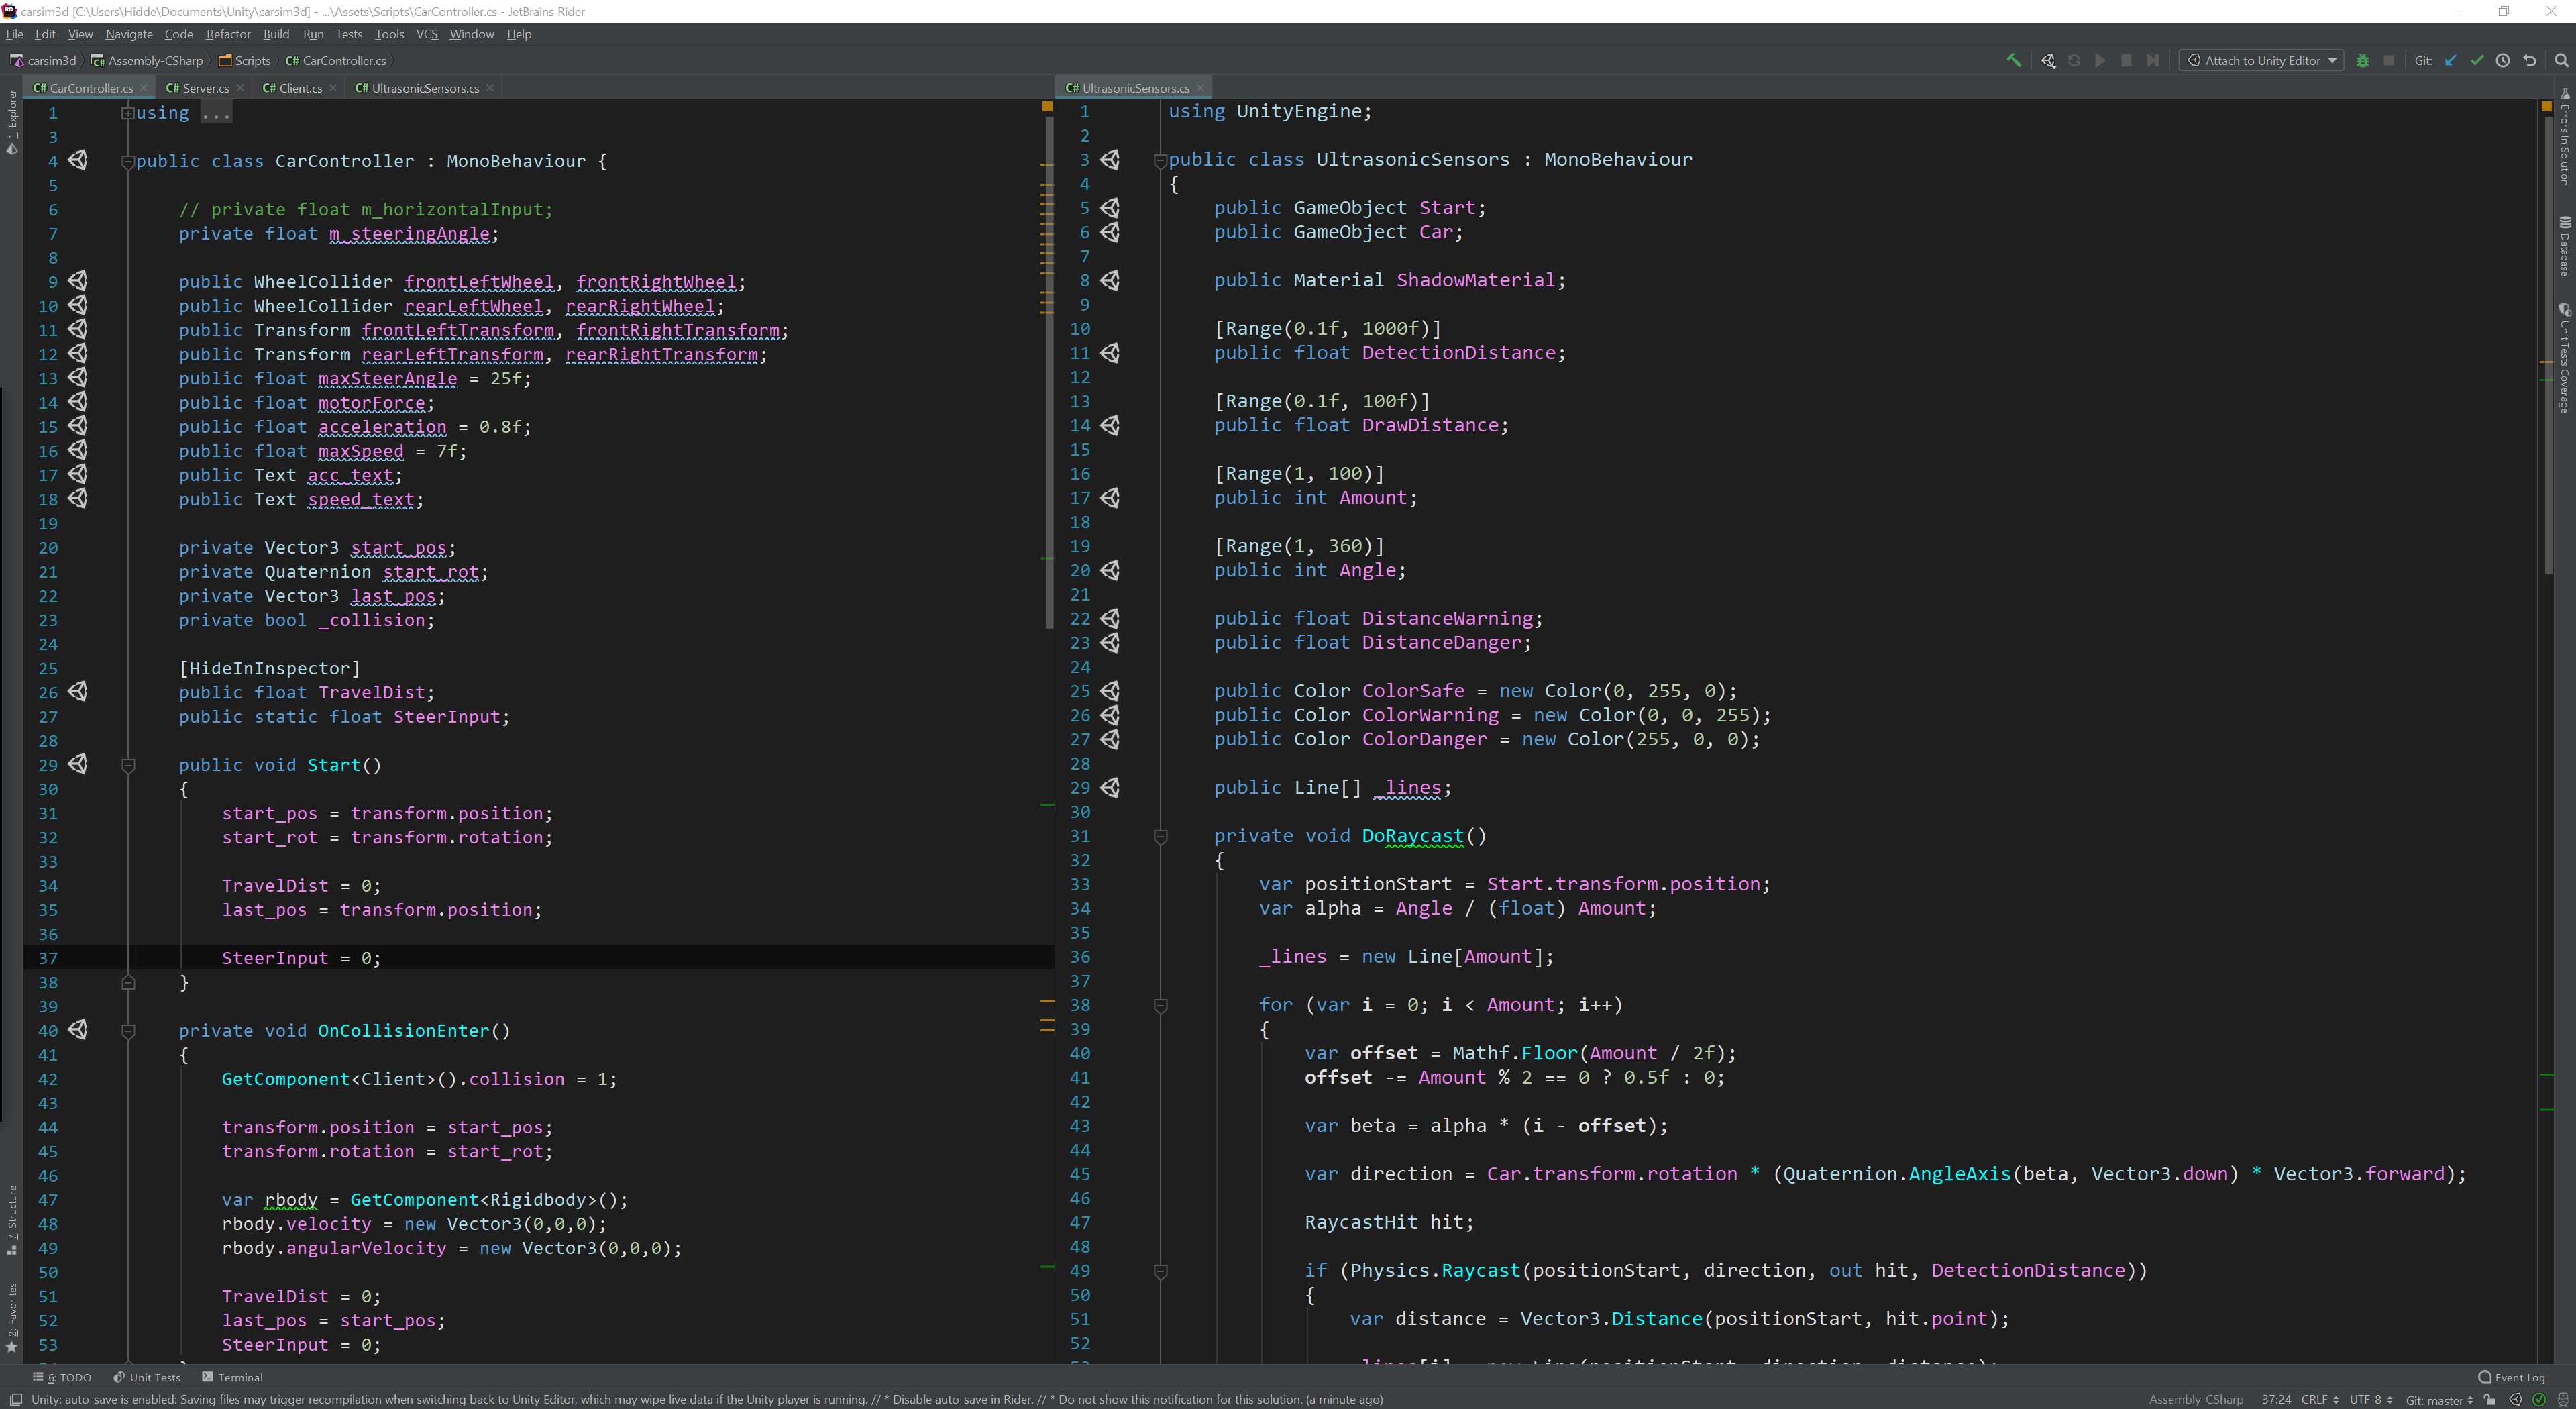 carsim3d [C:\Users\Hidde\Documents\Unity\carsim3d] - ...\Assets\Scripts\CarController.cs - JetBrains Rider
File Edit View Navigate Code Refactor Build Run Tests Tools VCS Window Help
carsim3d Assembly-CSharp Scripts C# CarController.cs Attach to Unity Editor Git:
C# CarController.cs C# Server.cs C# Client.cs C# UltrasonicSensors.cs
1: Explorer
7: Structure
2: Favorites
1 using ...
3
4 public class CarController : MonoBehaviour {
5
6 // private float m_horizontalInput;
7 private float m_steeringAngle;
8
9 public WheelCollider frontLeftWheel, frontRightWheel;
10 public WheelCollider rearLeftWheel, rearRightWheel;
11 public Transform frontLeftTransform, frontRightTransform;
12 public Transform rearLeftTransform, rearRightTransform;
13 public float maxSteerAngle = 25f;
14 public float motorForce;
15 public float acceleration = 0.8f;
16 public float maxSpeed = 7f;
17 public Text acc_text;
18 public Text speed_text;
19
20 private Vector3 start_pos;
21 private Quaternion start_rot;
22 private Vector3 last_pos;
23 private bool _collision;
24
25 [HideInInspector]
26 public float TravelDist;
27 public static float SteerInput;
28
29 public void Start()
30 {
31 start_pos = transform.position;
32 start_rot = transform.rotation;
33
34 TravelDist = 0;
35 last_pos = transform.position;
36
37 SteerInput = 0;
38 }
39
40 private void OnCollisionEnter()
41 {
42 GetComponent<Client>().collision = 1;
43
44 transform.position = start_pos;
45 transform.rotation = start_rot;
46
47 var rbody = GetComponent<Rigidbody>();
48 rbody.velocity = new Vector3(0,0,0);
49 rbody.angularVelocity = new Vector3(0,0,0);
50
51 TravelDist = 0;
52 last_pos = start_pos;
53 SteerInput = 0;
C# UltrasonicSensors.cs
1 using UnityEngine;
2
3 public class UltrasonicSensors : MonoBehaviour
4 {
5 public GameObject Start;
6 public GameObject Car;
7
8 public Material ShadowMaterial;
9
10 [Range(0.1f, 1000f)]
11 public float DetectionDistance;
12
13 [Range(0.1f, 100f)]
14 public float DrawDistance;
15
16 [Range(1, 100)]
17 public int Amount;
18
19 [Range(1, 360)]
20 public int Angle;
21
22 public float DistanceWarning;
23 public float DistanceDanger;
24
25 public Color ColorSafe = new Color(0, 255, 0);
26 public Color ColorWarning = new Color(0, 0, 255);
27 public Color ColorDanger = new Color(255, 0, 0);
28
29 public Line[] _lines;
30
31 private void DoRaycast()
32 {
33 var positionStart = Start.transform.position;
34 var alpha = Angle / (float) Amount;
35
36 _lines = new Line[Amount];
37
38 for (var i = 0; i < Amount; i++)
39 {
40 var offset = Mathf.Floor(Amount / 2f);
41 offset -= Amount % 2 == 0 ? 0.5f : 0;
42
43 var beta = alpha * (i - offset);
44
45 var direction = Car.transform.rotation * (Quaternion.AngleAxis(beta, Vector3.down) * Vector3.forward);
46
47 RaycastHit hit;
48
49 if (Physics.Raycast(positionStart, direction, out hit, DetectionDistance))
50 {
51 var distance = Vector3.Distance(positionStart, hit.point);
52
Errors In Solution
Database
Unit Tests Coverage
6: TODO Unit Tests Terminal Event Log
Unity: auto-save is enabled: Saving files may trigger recompilation when switching back to Unity Editor, which may wipe live data if the Unity player is running. // * Disable auto-save in Rider. // * Do not show this notification for this solution. (a minute ago) Assembly-CSharp 37:24 CRLF UTF-8 Git: master